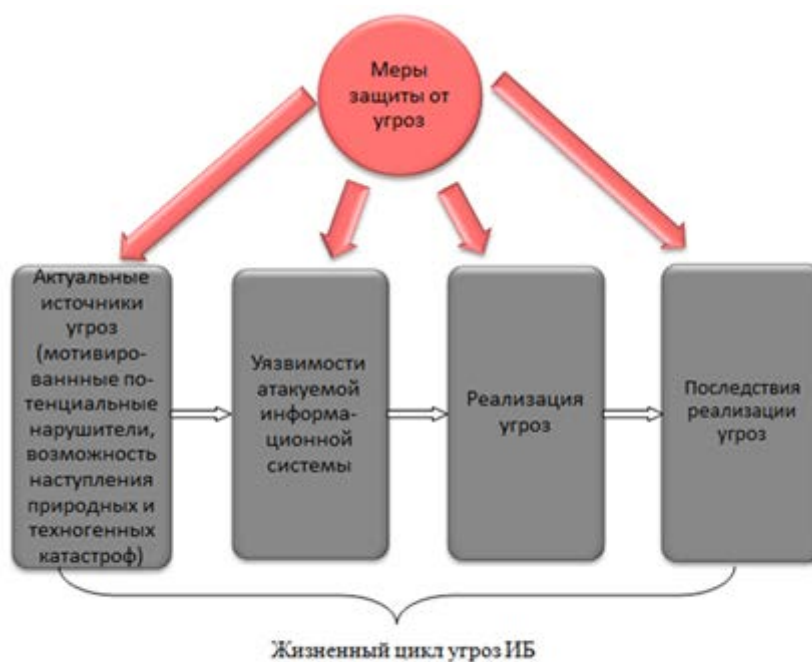 Меры
защиты от
угроз
Актуальные
источники
угроз
(мотивиро-
ваннные по-
тенциальные
нарушители,
возможность
наступления
природных и
техногенных
катастроф)
Уязвимости
атакуемой
информа-
ционной
системы
Реализация
угроз
Последствия
реализации
угроз
Жизненный цикл угроз ИБ